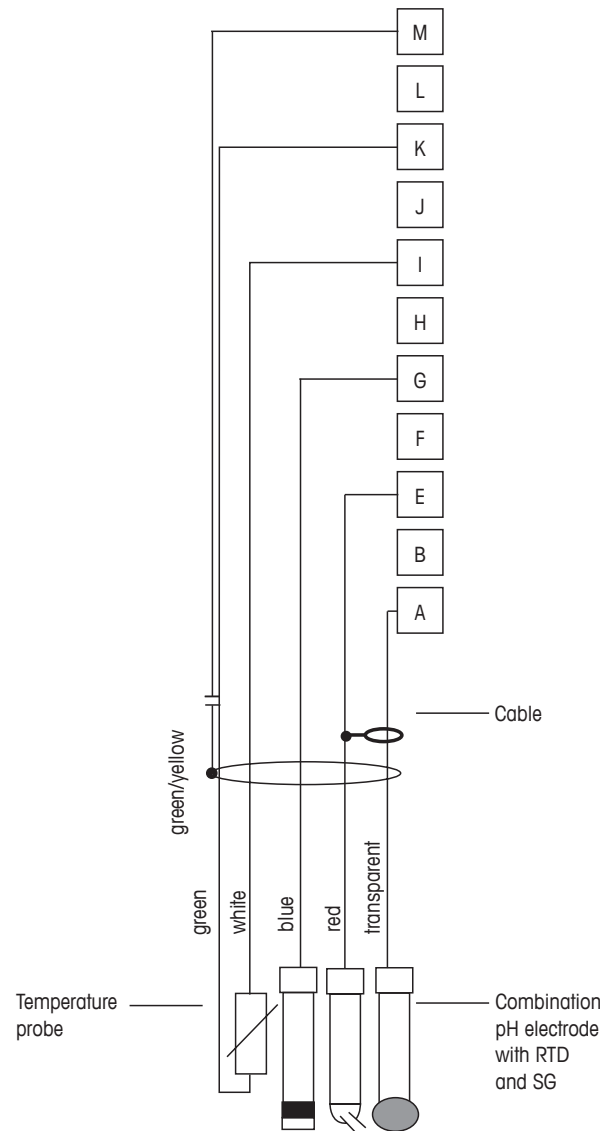 M
L
K
J
I
H
G
F
E
B
A
Cable
green/yellow
green
white
blue
red
transparent
Temperature
probe
Combination
pH electrode
with RTD
and SG